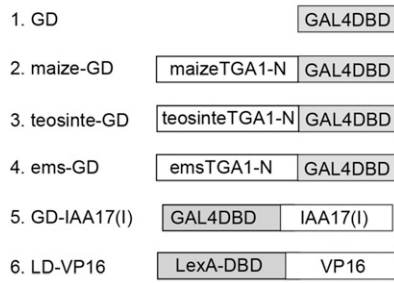 1. GD GAL4DBD
2. maize-GD maizeTGA1-N GAL4DBD
3. teosinte-GD teosinteTGA1-N GAL4DBD
4. ems-GD emsTGA1-N GAL4DBD
5. GD-IAA17(I) GAL4DBD IAA17(I)
6. LD-VP16 LexA-DBD VP16